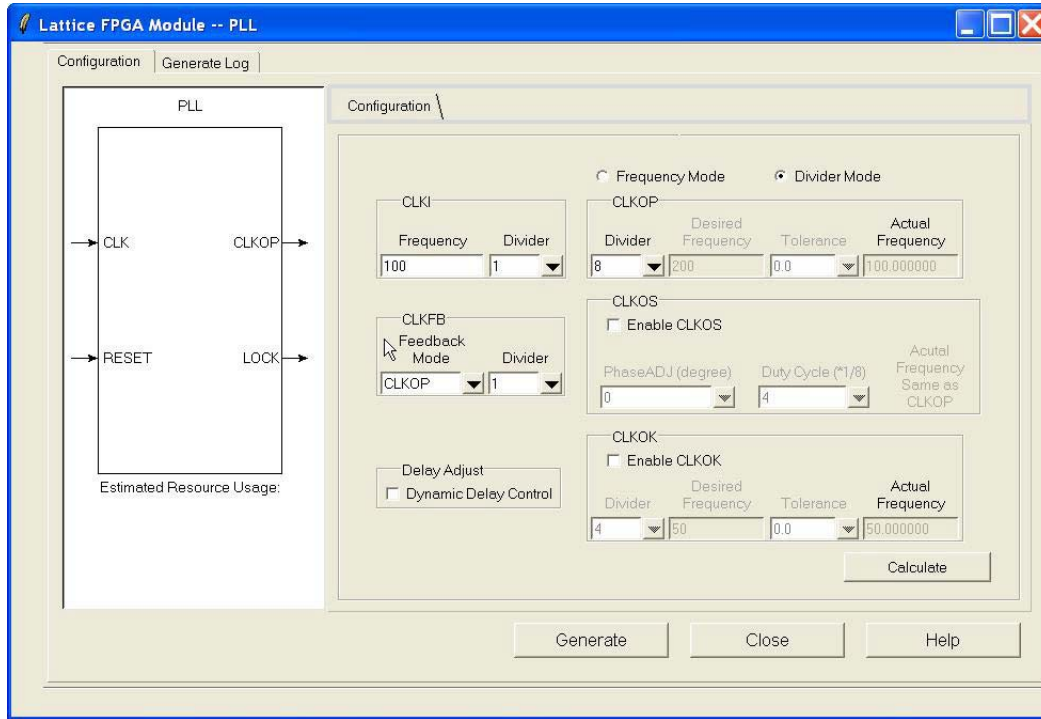 Lattice FPGA Module -- PLL
Configuration
Generate Log
PLL
CLK
CLKOP
RESET
LOCK
Estimated Resource Usage:
Configuration
Frequency Mode
Divider Mode
CLKI
Frequency Divider
100 1
CLKOP
Divider Desired Frequency Tolerance Actual Frequency
8 200 0.0 100.000000
CLKFB
Feedback
Mode Divider
CLKOP 1
CLKOS
Enable CLKOS
PhaseADJ (degree) Duty Cycle (*1/8)
0 4
Acutal
Frequency
Same as
CLKOP
Delay Adjust
Dynamic Delay Control
CLKOK
Enable CLKOK
Divider Desired Frequency Tolerance Actual Frequency
4 50 0.0 50.000000
Calculate
Generate Close Help